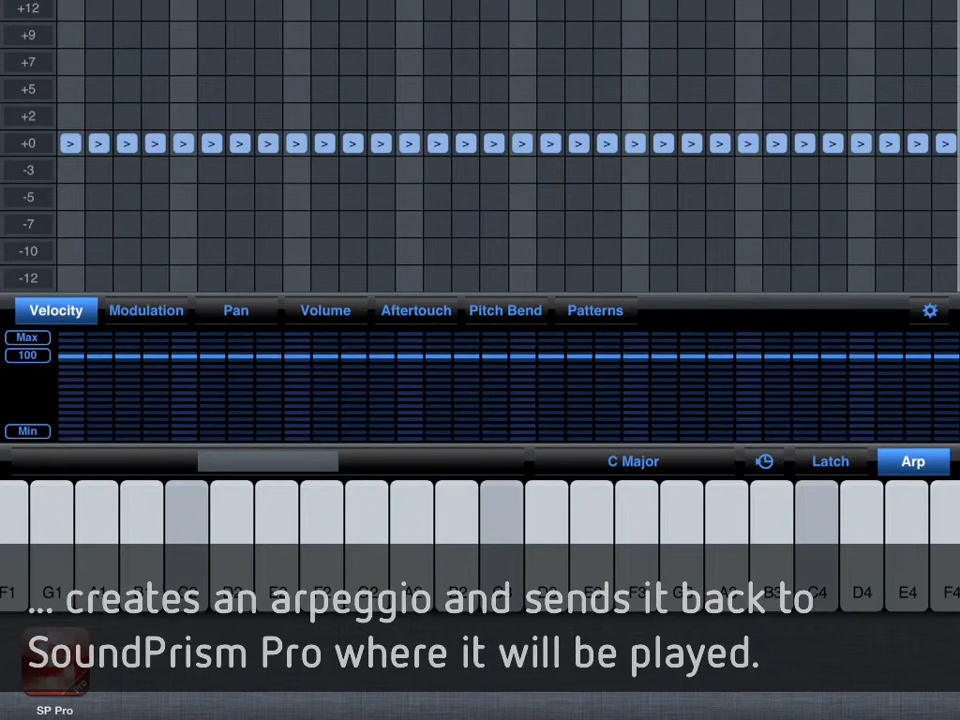 +12
+9
+7
+5
+2
+0 > > > > > > > > > > > > > > > > > > > > > > > > > > > > > > > >
-3
-5
-7
-10
-12
Velocity Modulation Pan Volume Aftertouch Pitch Bend Patterns
Max
100
Min
C Major Latch Arp
F1 G1 A1 C4 D4 E4 F4
... creates an arpeggio and sends it back to
SoundPrism Pro where it will be played.
SP Pro